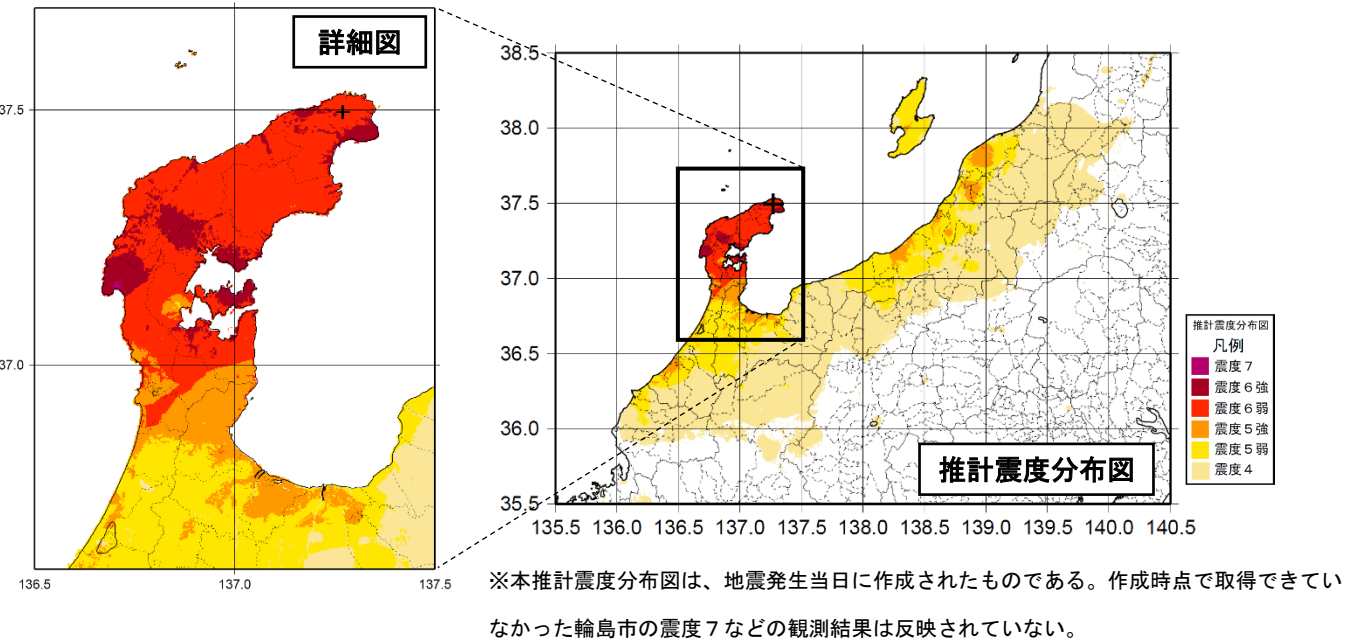 詳細図
37.5
37.0
136.5
137.0
137.5
38.5
38.0
37.5
37.0
36.5
36.0
35.5
135.5
136.0
136.5
137.0
137.5
138.0
138.5
139.0
139.5
140.0
140.5
推計震度分布図
推計震度分布図
凡例
震度７
震度６強
震度６弱
震度５強
震度５弱
震度４
※本推計震度分布図は、地震発生当日に作成されたものである。作成時点で取得できてい
なかった輪島市の震度７などの観測結果は反映されていない。